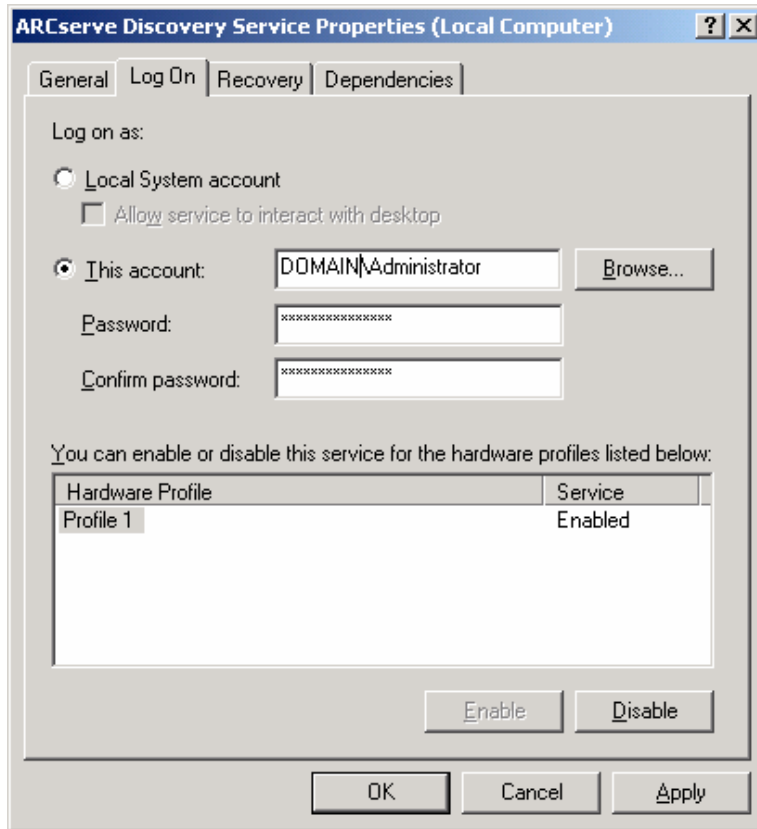 ARCserve Discovery Service Properties (Local Computer) ? X
General Log On Recovery Dependencies
Log on as:
Local System account
Allow service to interact with desktop
This account: DOMAIN\Administrator Browse...
Password: ***************
Confirm password: ***************
You can enable or disable this service for the hardware profiles listed below:
Hardware Profile Service
Profile 1 Enabled
Enable Disable
OK Cancel Apply